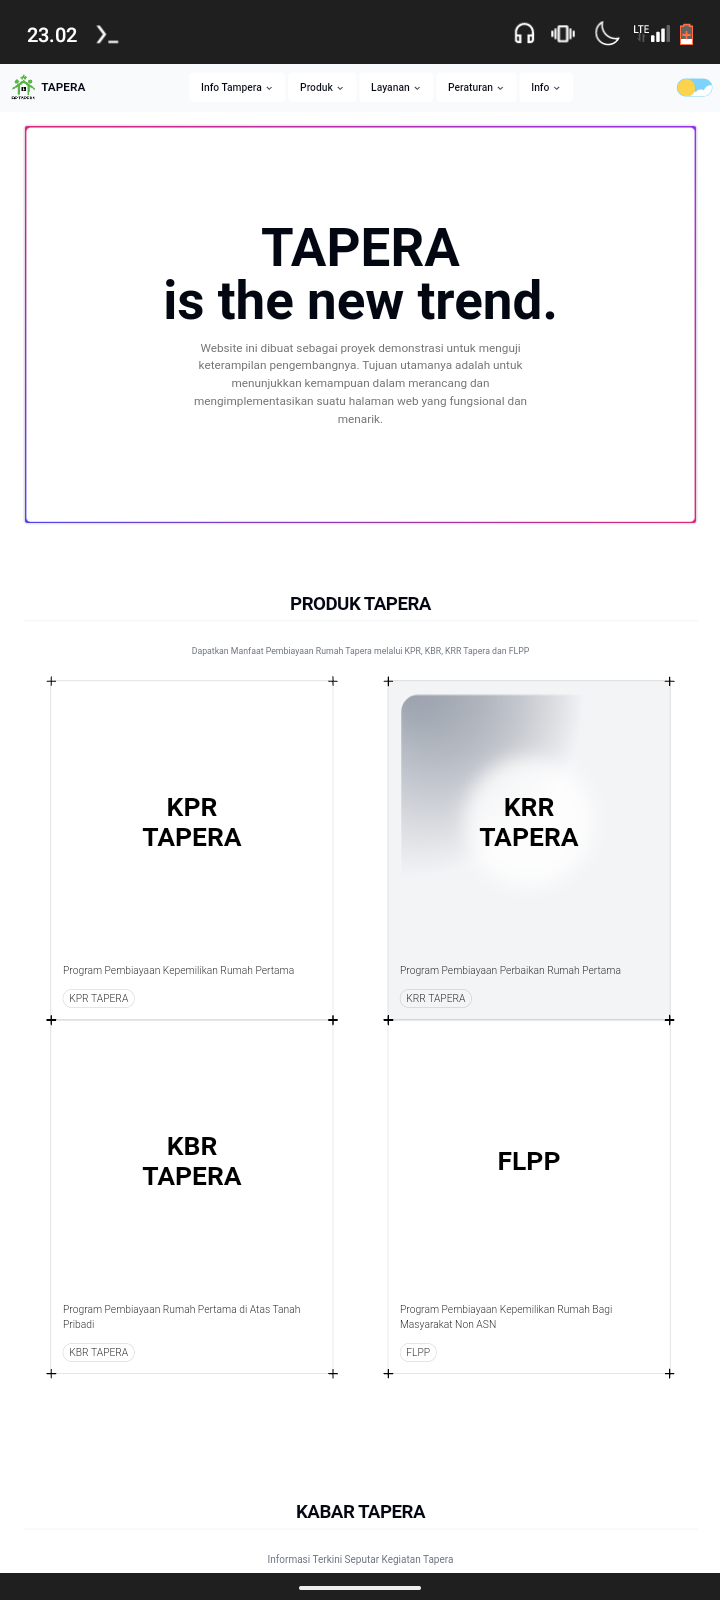 23.02
LTE
BP TAPERA
TAPERA
Info Tampera
Produk
Layanan
Peraturan
Info
TAPERA
is the new trend.
Website ini dibuat sebagai proyek demonstrasi untuk menguji
keterampilan pengembangnya. Tujuan utamanya adalah untuk
menunjukkan kemampuan dalam merancang dan
mengimplementasikan suatu halaman web yang fungsional dan
menarik.
PRODUK TAPERA
Dapatkan Manfaat Pembiayaan Rumah Tapera melalui KPR, KBR, KRR Tapera dan FLPP
KPR
TAPERA
Program Pembiayaan Kepemilikan Rumah Pertama
KPR TAPERA
KRR
TAPERA
Program Pembiayaan Perbaikan Rumah Pertama
KRR TAPERA
KBR
TAPERA
Program Pembiayaan Rumah Pertama di Atas Tanah
Pribadi
KBR TAPERA
FLPP
Program Pembiayaan Kepemilikan Rumah Bagi
Masyarakat Non ASN
FLPP
KABAR TAPERA
Informasi Terkini Seputar Kegiatan Tapera